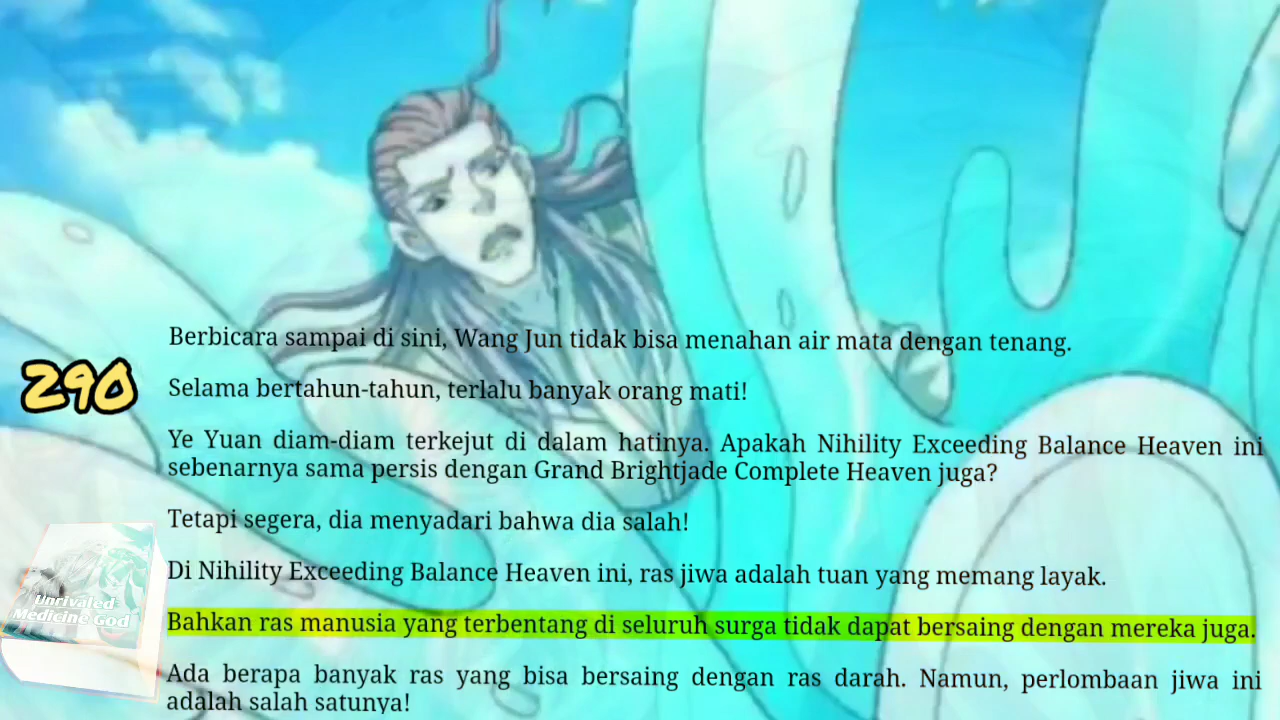 Berbicara sampai di sini, Wang Jun tidak bisa menahan air mata dengan tenang.
290
Selama bertahun-tahun, terlalu banyak orang mati!
Ye Yuan diam-diam terkejut di dalam hatinya. Apakah Nihility Exceeding Balance Heaven ini
sebenarnya sama persis dengan Grand Brightjade Complete Heaven juga?
Tetapi segera, dia menyadari bahwa dia salah!
Di Nihility Exceeding Balance Heaven ini, ras jiwa adalah tuan yang memang layak.
Unrivaled
Medicine God
Bahkan ras manusia yang terbentang di seluruh surga tidak dapat bersaing dengan mereka juga.
Ada berapa banyak ras yang bisa bersaing dengan ras darah. Namun, perlombaan jiwa ini
adalah salah satunya!